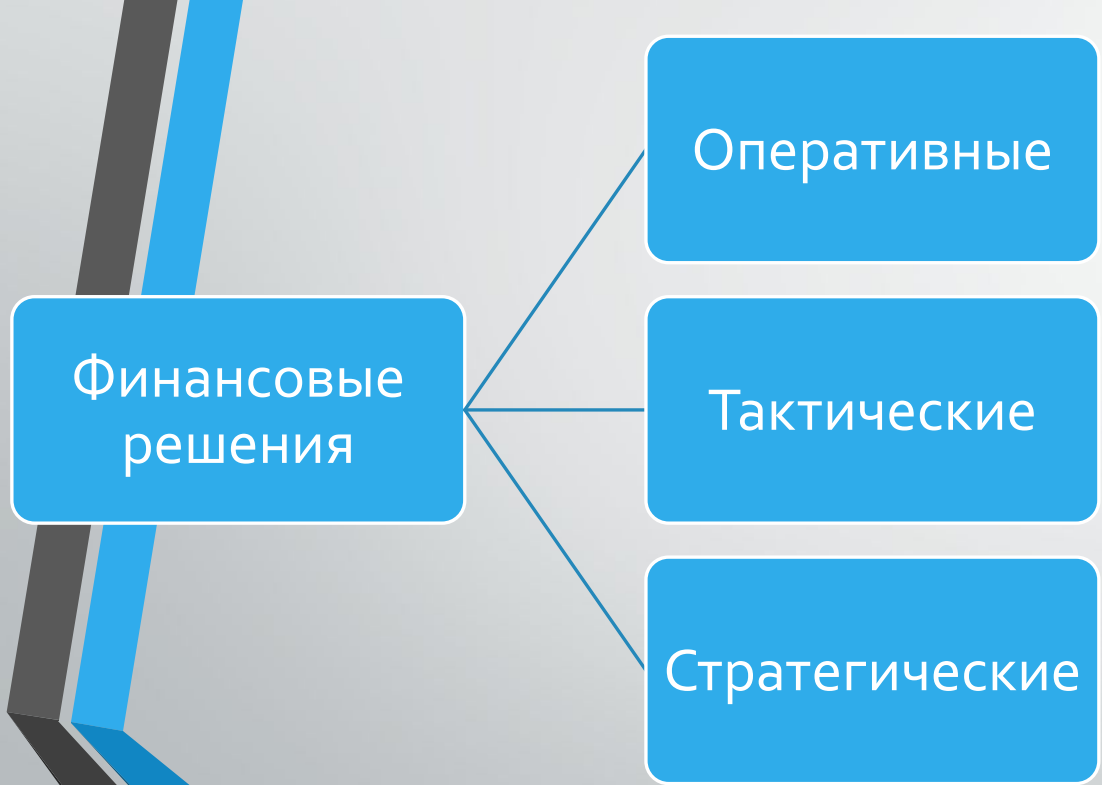 Финансовые
решения
Оперативные
Тактические
Стратегические